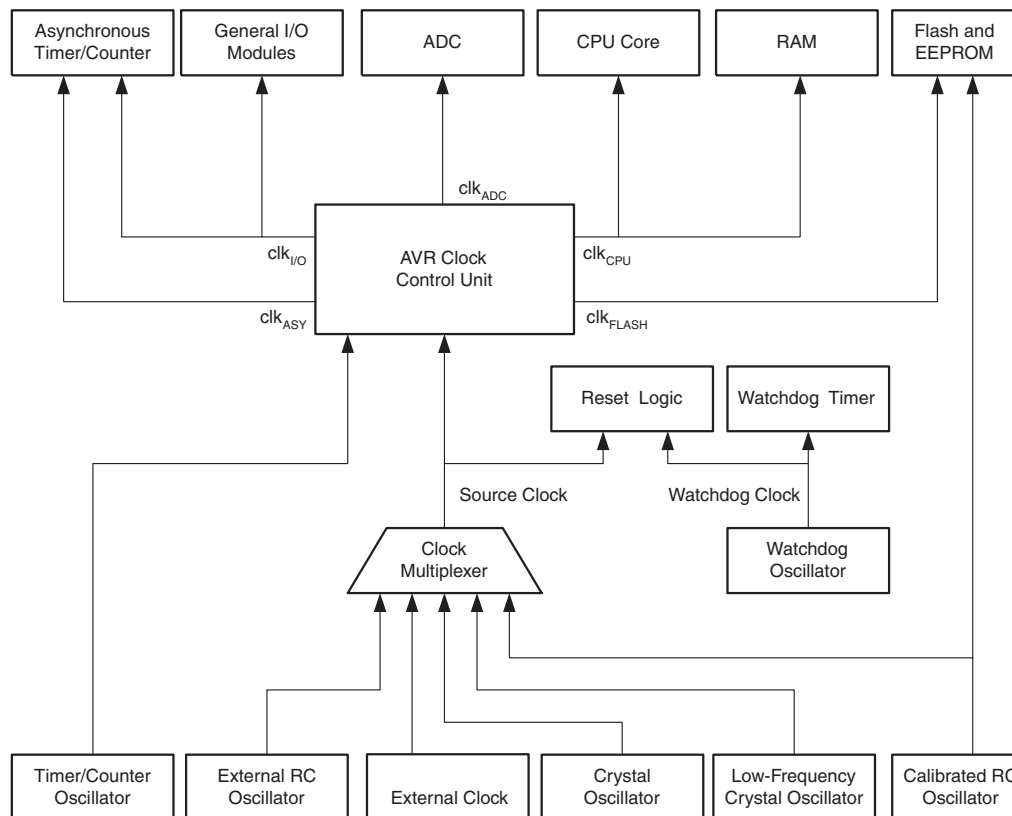 Asynchronous
Timer/Counter
General I/O
Modules
ADC
CPU Core
RAM
Flash and
EEPROM
clkADC
AVR Clock
Control Unit
clkI/O
clkCPU
clkASY
clkFLASH
Reset Logic
Watchdog Timer
Source Clock
Watchdog Clock
Clock
Multiplexer
Watchdog
Oscillator
Timer/Counter
Oscillator
External RC
Oscillator
External Clock
Crystal
Oscillator
Low-Frequency
Crystal Oscillator
Calibrated RC
Oscillator